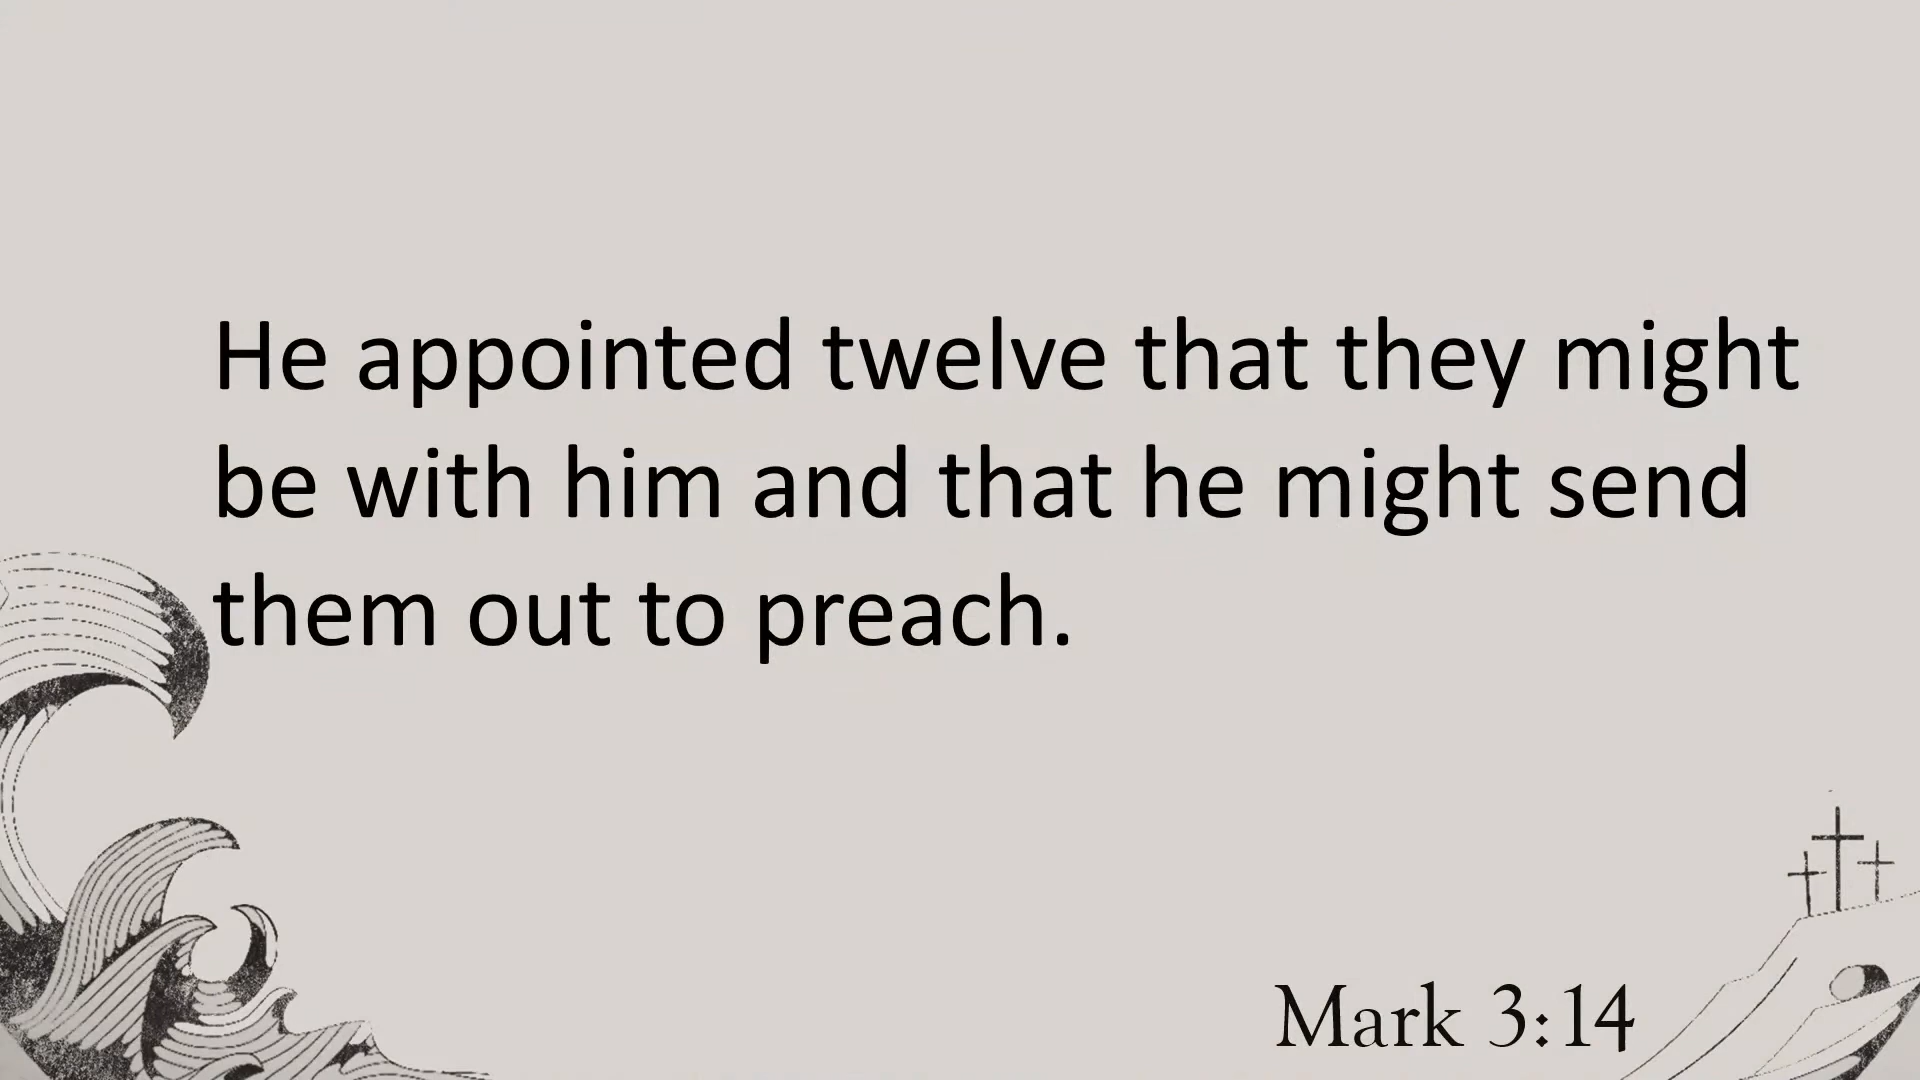 He appointed twelve that they might
be with him and that he might send
them out to preach.
Mark 3:14